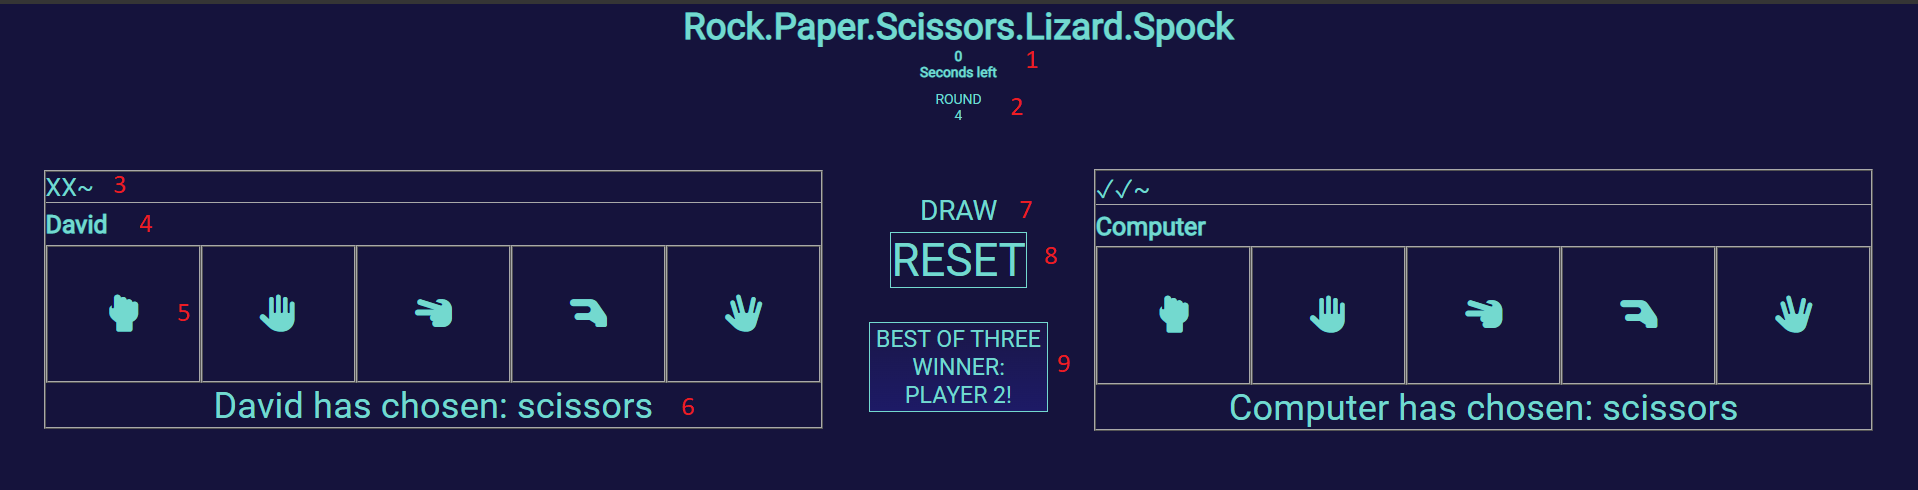 Rock.Paper.Scissors.Lizard.Spock
0 1
Seconds left
ROUND 2
4
XX~ 3
✓✓~
David 4
Computer
5
DRAW 7
RESET 8
BEST OF THREE
WINNER: 9
PLAYER 2!
David has chosen: scissors 6
Computer has chosen: scissors